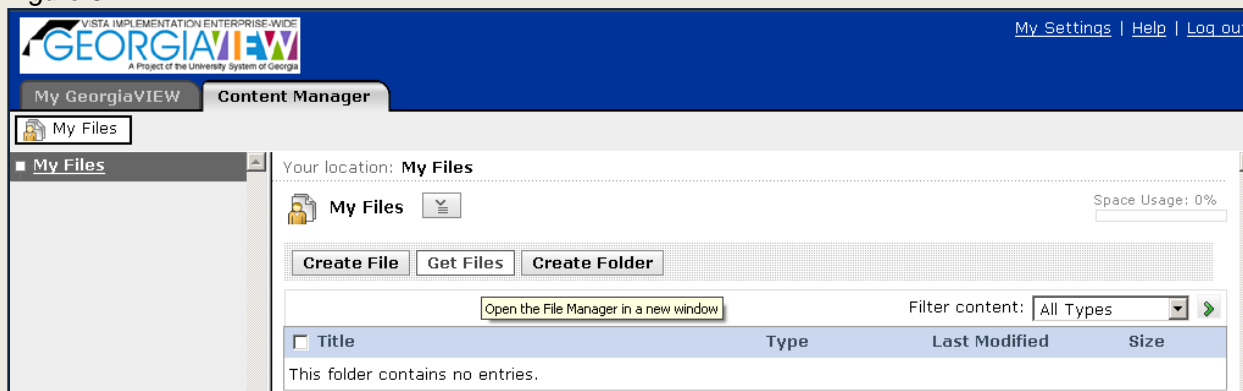 VISTA IMPLEMENTATION ENTERPRISE-WIDE
GEORGIAVIEW
A Project of the University System of Georgia
My Settings | Help | Log ou
My GeorgiaVIEW Content Manager
My Files
My Files
Your location: My Files
My Files
Space Usage: 0%
Create File Get Files Create Folder
Open the File Manager in a new window
Filter content: All Types
Title Type Last Modified Size
This folder contains no entries.